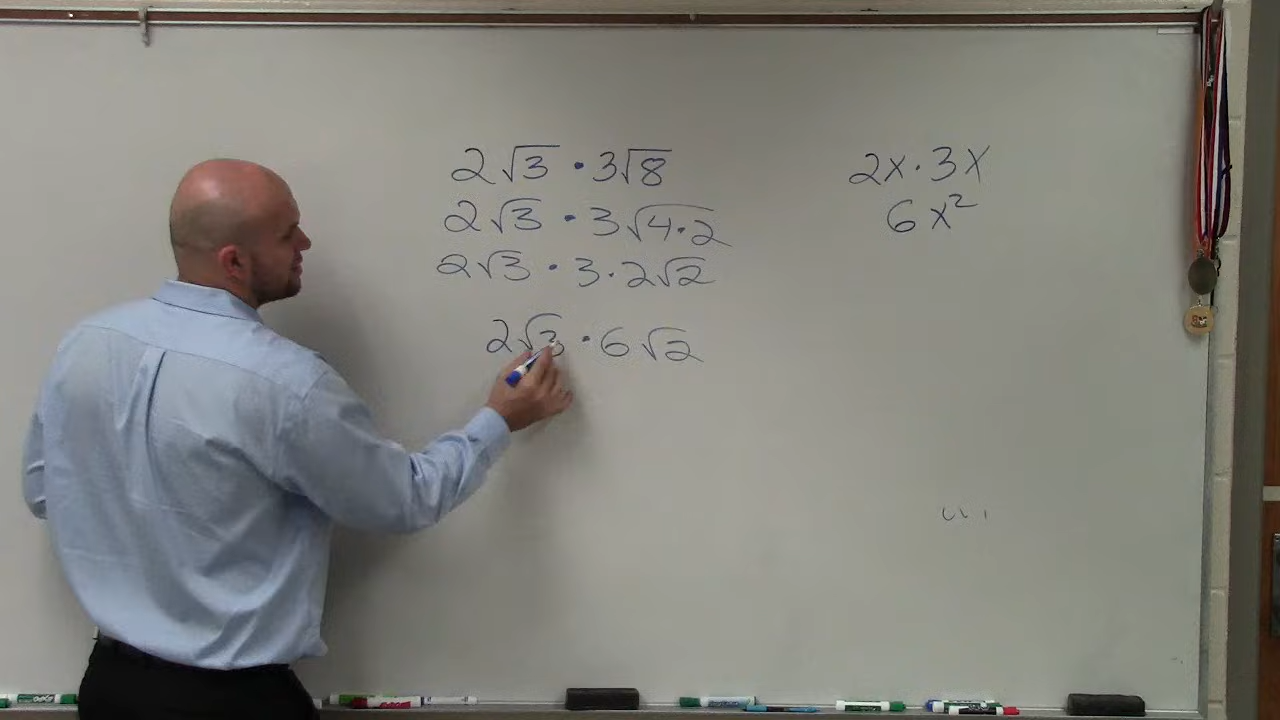 2√3 · 3√8
2√3 · 3√4·2
2√3 · 3·2√2
2√3 · 6√2
2x · 3x
6x²